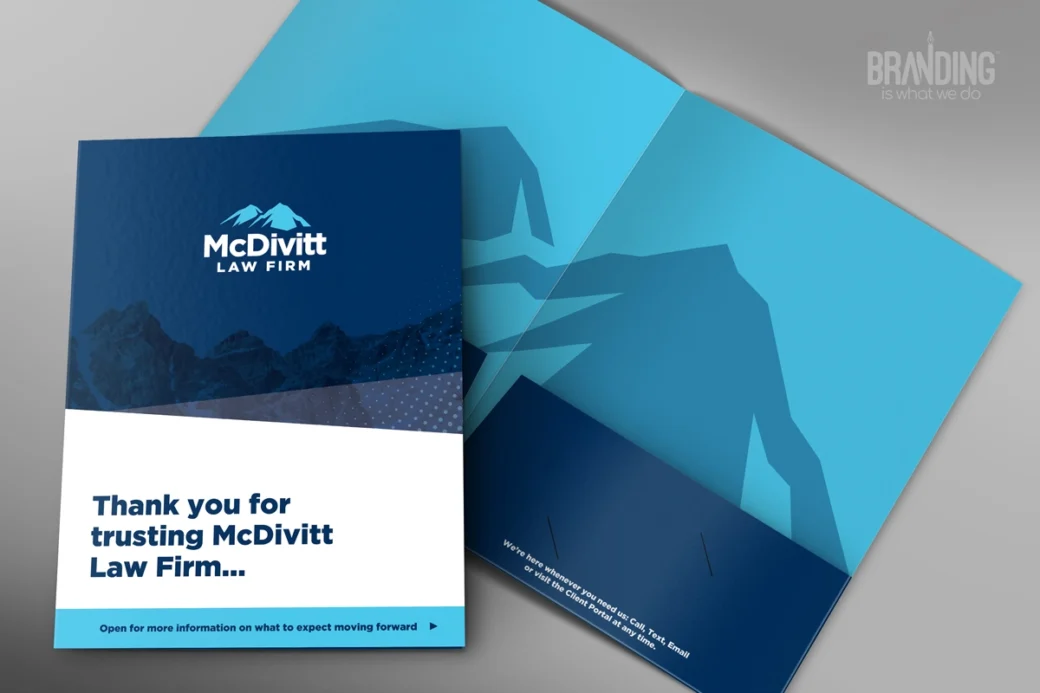 BRANDING
is what we do
McDivitt
LAW FIRM
Thank you for
trusting McDivitt
Law Firm...
Open for more information on what to expect moving forward
We're here whenever you need us: Call, Text, Email
or visit the Client Portal at any time.